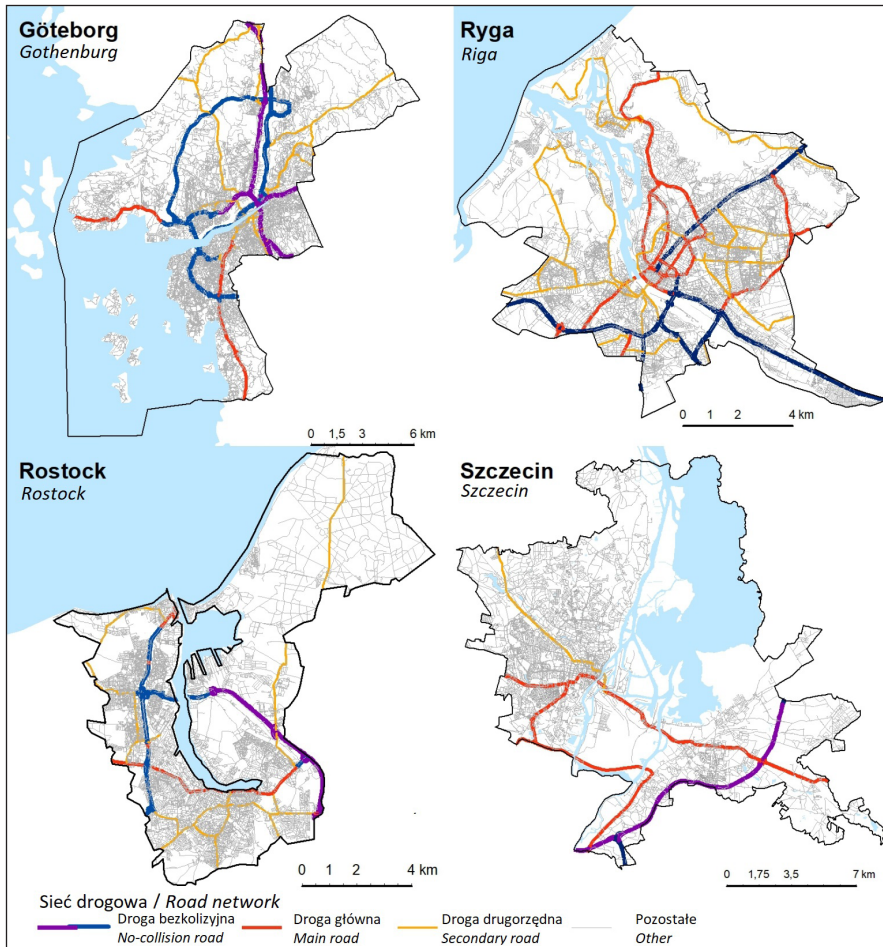 Göteborg
Gothenburg
0 1,5 3 6 km
Ryga
Riga
0 1 2 4 km
Rostock
Rostock
0 1 2 4 km
Szczecin
Szczecin
0 1,75 3,5 7 km
Sieć drogowa / Road network
Droga bezkolizyjna
No-collision road
Droga główna
Main road
Droga drugorzędna
Secondary road
Pozostałe
Other